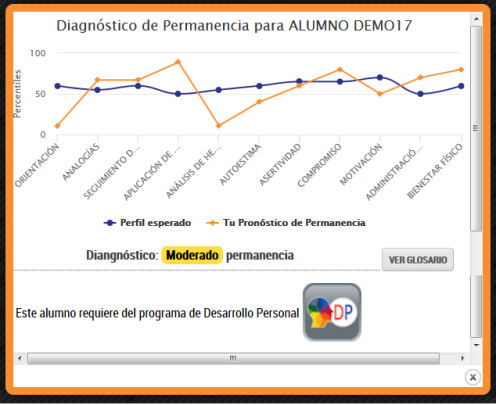 Diagnóstico de Permanencia para ALUMNO DEMO17
Percentiles
100
50
0
ORIENTACIÓN
ANALOGÍAS
SEGUIMIENTO D...
APLICACIÓN DE ...
ANÁLISIS DE HE...
AUTOESTIMA
ASERTIVIDAD
COMPROMISO
MOTIVACIÓN
ADMINISTRACIÓ...
BIENESTAR FÍSICO
Perfil esperado
Tu Pronóstico de Permanencia
Diangnóstico: Moderado permanencia
VER GLOSARIO
Este alumno requiere del programa de Desarrollo Personal
DP
X